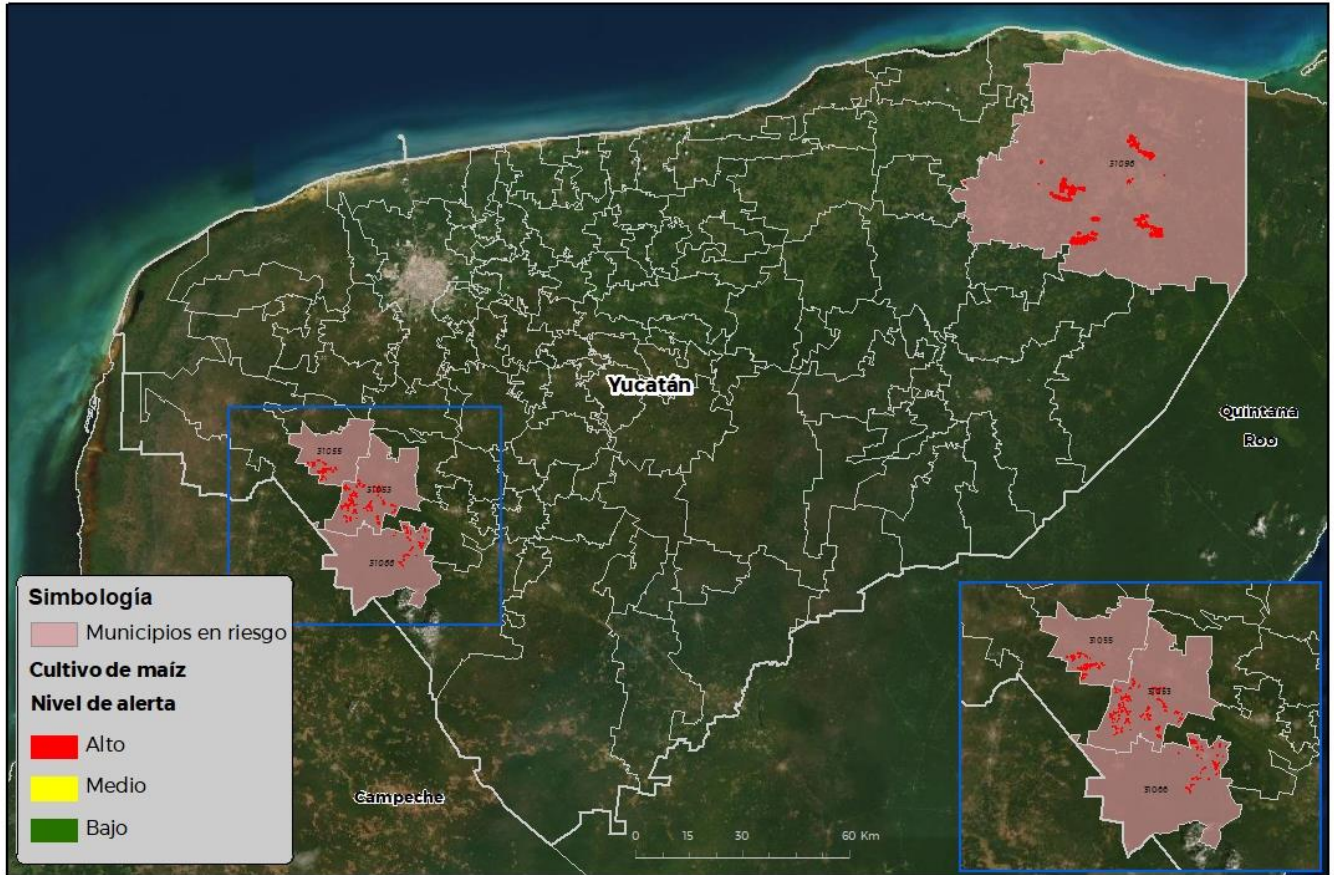 31096
Yucatán
Quintana
Roo
31055
31053
31066
Simbología
Municipios en riesgo
Cultivo de maíz
Nivel de alerta
Alto
Medio
Bajo
Campeche
0 15 30 60 Km
31055
31053
31066